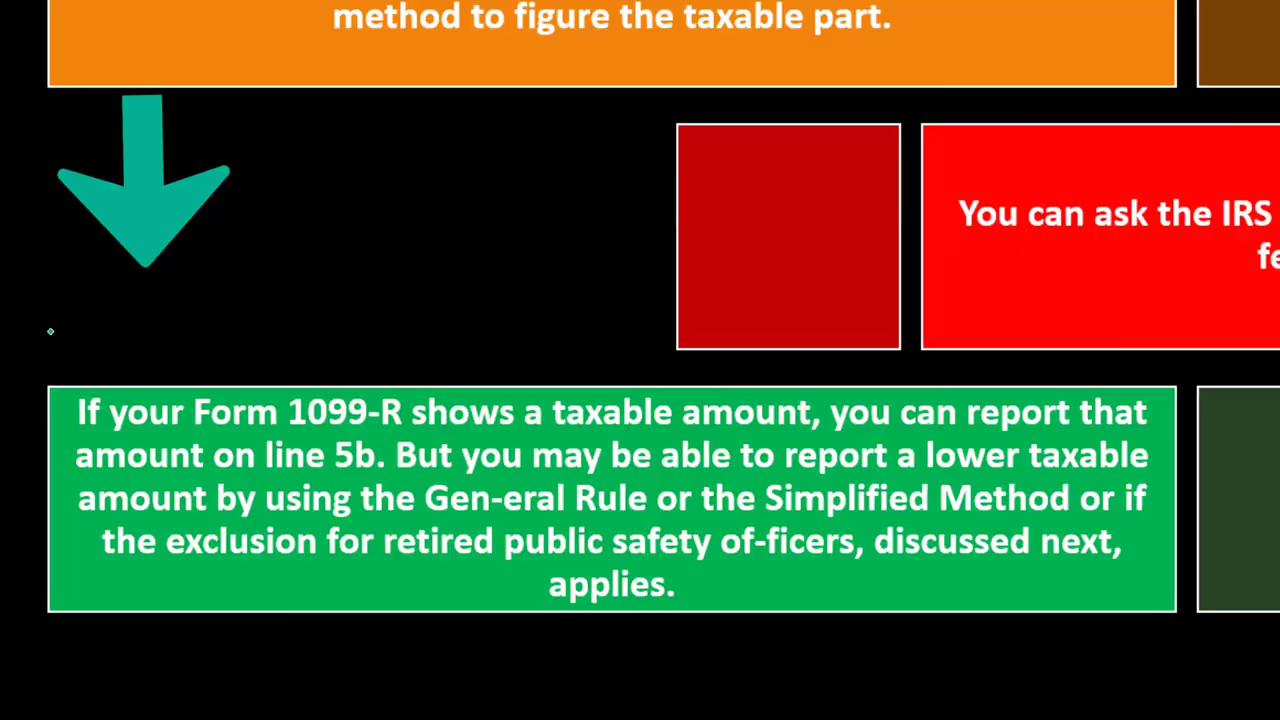 method to figure the taxable part.
You can ask the IRS
fe
If your Form 1099-R shows a taxable amount, you can report that
amount on line 5b. But you may be able to report a lower taxable
amount by using the Gen-eral Rule or the Simplified Method or if
the exclusion for retired public safety of-ficers, discussed next,
applies.